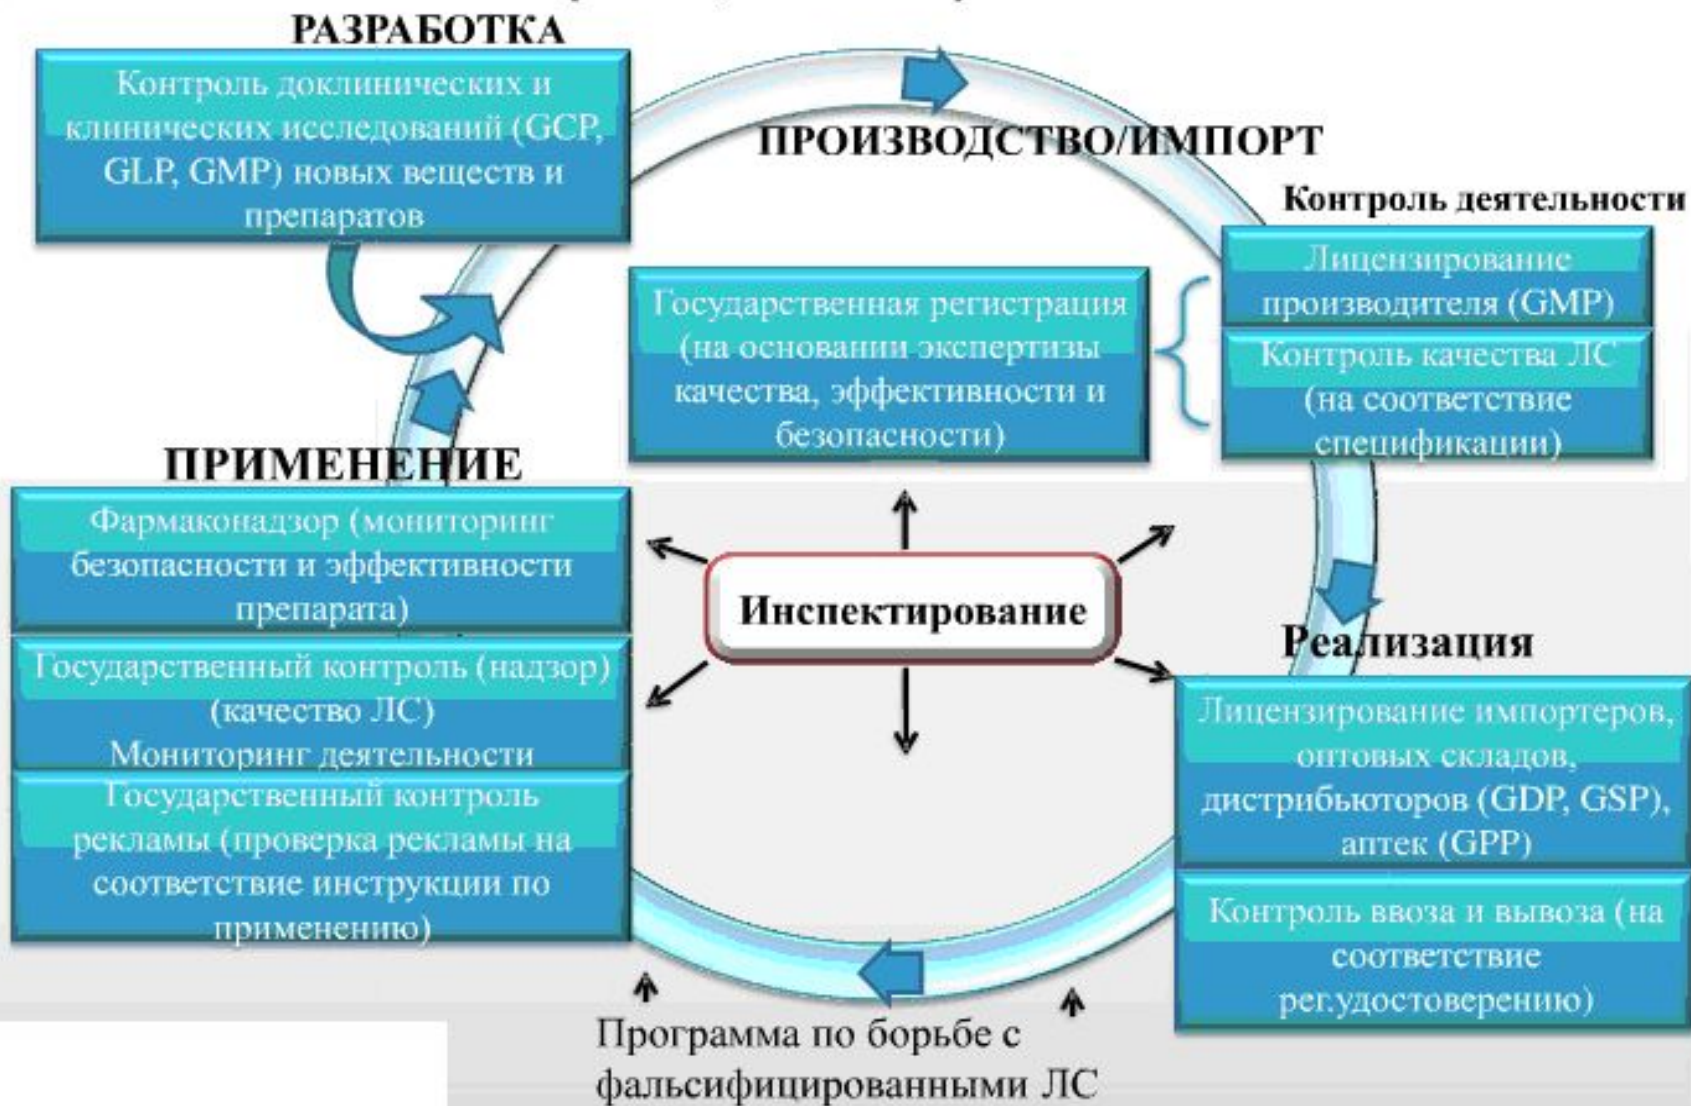 РАЗРАБОТКА
Контроль доклинических и
клинических исследований (GCP,
GLP, GMP) новых веществ и
препаратов
ПРОИЗВОДСТВО/ИМПОРТ
Контроль деятельности
Лицензирование
производителя (GMP)
Контроль качества ЛС
(на соответствие
спецификации)
Государственная регистрация
(на основании экспертизы
качества, эффективности и
безопасности)
ПРИМЕНЕНИЕ
Фармаконадзор (мониторинг
безопасности и эффективности
препарата)
Государственный контроль (надзор)
(качество ЛС)
Мониторинг деятельности
Государственный контроль
рекламы (проверка рекламы на
соответствие инструкции по
применению)
Инспектирование
Реализация
Лицензирование импортеров,
оптовых складов,
дистрибьюторов (GDP, GSP),
аптек (GPP)
Контроль ввоза и вывоза (на
соответствие
рег.удостоверению)
Программа по борьбе с
фальсифицированными ЛС